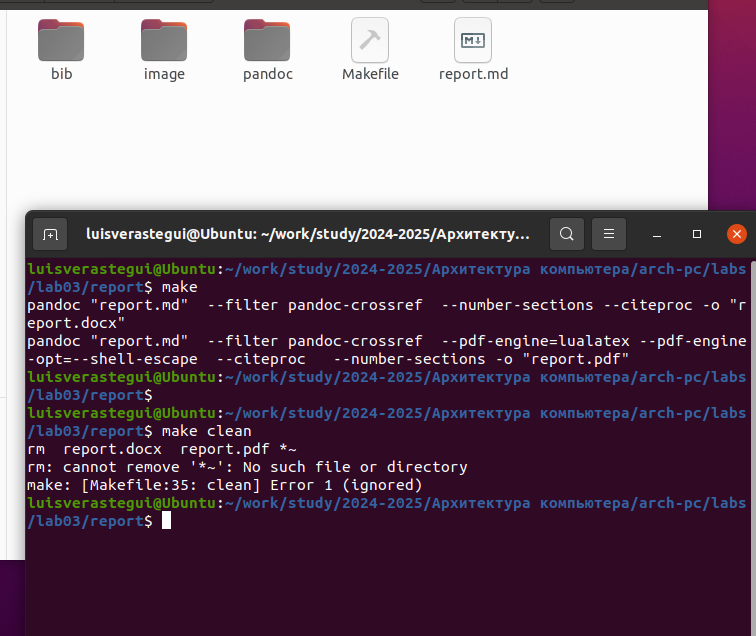 bib
image
pandoc
Makefile
M↓
report.md
luisverastegui@Ubuntu: ~/work/study/2024-2025/Архитекту...
luisverastegui@Ubuntu:~/work/study/2024-2025/Архитектура компьютера/arch-pc/labs
/lab03/report$ make
pandoc "report.md"  --filter pandoc-crossref  --number-sections --citeproc -o "r
eport.docx"
pandoc "report.md"  --filter pandoc-crossref  --pdf-engine=lualatex --pdf-engine
-opt=--shell-escape  --citeproc   --number-sections -o "report.pdf"
luisverastegui@Ubuntu:~/work/study/2024-2025/Архитектура компьютера/arch-pc/labs
/lab03/report$
luisverastegui@Ubuntu:~/work/study/2024-2025/Архитектура компьютера/arch-pc/labs
/lab03/report$ make clean
rm  report.docx  report.pdf *~
rm: cannot remove '*~': No such file or directory
make: [Makefile:35: clean] Error 1 (ignored)
luisverastegui@Ubuntu:~/work/study/2024-2025/Архитектура компьютера/arch-pc/labs
/lab03/report$